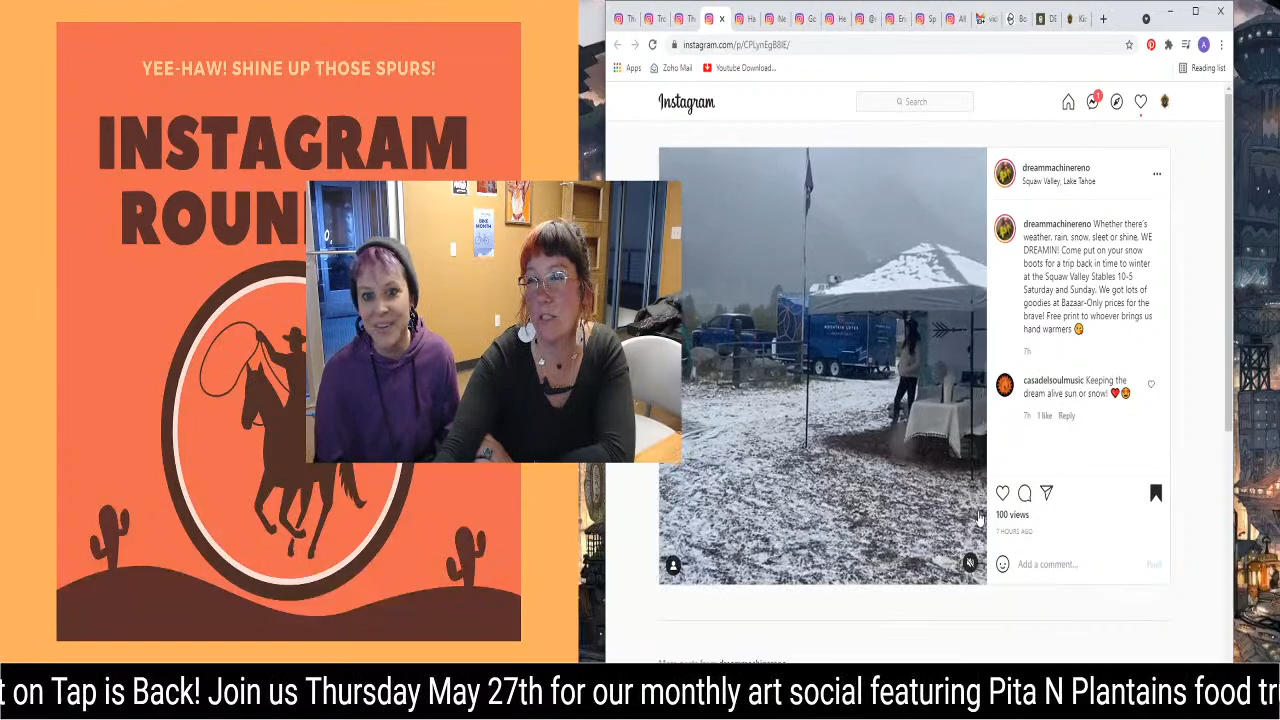 YEE-HAW! SHINE UP THOSE SPURS!
INSTAGRAM
ROUN
BIKE
MONTH
instagram.com/p/CPLynEgB8lE/
Apps
Zoho Mail
Youtube Download...
Reading list
Instagram
Search
1
dreammachinereno
Squaw Valley, Lake Tahoe
dreammachinereno Whether there's
weather, rain, snow, sleet or shine, WE
DREAMIN! Come put on your snow
boots for a trip back in time to winter
at the Squaw Valley Stables 10-5
Saturday and Sunday. We got lots of
goodies at Bazaar-Only prices for the
brave! Free print to whoever brings us
hand warmers
7h
casadelsoulmusic Keeping the
dream alive sun or snow!
7h 1 like Reply
100 views
7 HOURS AGO
Add a comment...
Post
t on Tap is Back! Join us Thursday May 27th for our monthly art social featuring Pita N Plantains food tr